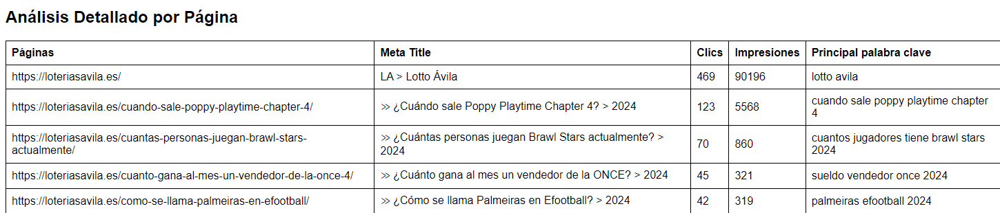 Análisis Detallado por Página
Páginas Meta Title Clics Impresiones Principal palabra clave
https://loteriasavila.es/ LA > Lotto Ávila 469 90196 lotto avila
https://loteriasavila.es/cuando-sale-poppy-playtime-chapter-4/ ≫ ¿Cuándo sale Poppy Playtime Chapter 4? > 2024 123 5568 cuando sale poppy playtime chapter
4
https://loteriasavila.es/cuantas-personas-juegan-brawl-stars-
actualmente/ ≫ ¿Cuántas personas juegan Brawl Stars actualmente? >
2024 70 860 cuantos jugadores tiene brawl stars
2024
https://loteriasavila.es/cuanto-gana-al-mes-un-vendedor-de-la-once-4/ ≫ ¿Cuánto gana al mes un vendedor de la ONCE? > 2024 45 321 sueldo vendedor once 2024
https://loteriasavila.es/como-se-llama-palmeiras-en-efootball/ ≫ ¿Cómo se llama Palmeiras en Efootball? > 2024 42 319 palmeiras efootball 2024